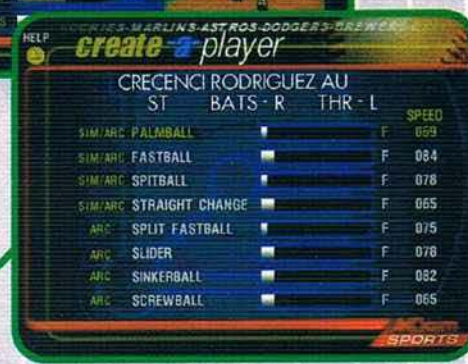 S-MARLINS-ASTROS-DODGERS-BREWER
HELP
create-a-player
CRECENCI RODRIGUEZ AU
ST BATS - R THR - L
SPEED
SIM/ARC PALMBALL F 069
SIM/ARC FASTBALL F 084
SIM/ARC SPITBALL F 078
SIM/ARC STRAIGHT CHANGE F 065
ARC SPLIT FASTBALL F 075
ARC SLIDER F 078
ARC SINKERBALL F 082
ARC SCREWBALL F 065
SPORTS